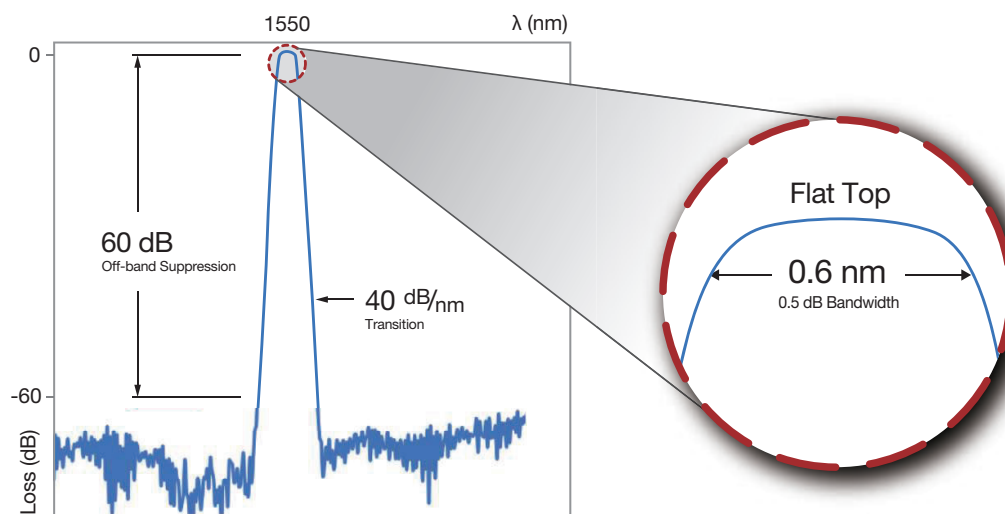 1550
λ (nm)
0
Flat Top
60 dB
Off-band Suppression
0.6 nm
0.5 dB Bandwidth
40 dB/nm
Transition
-60
Loss (dB)